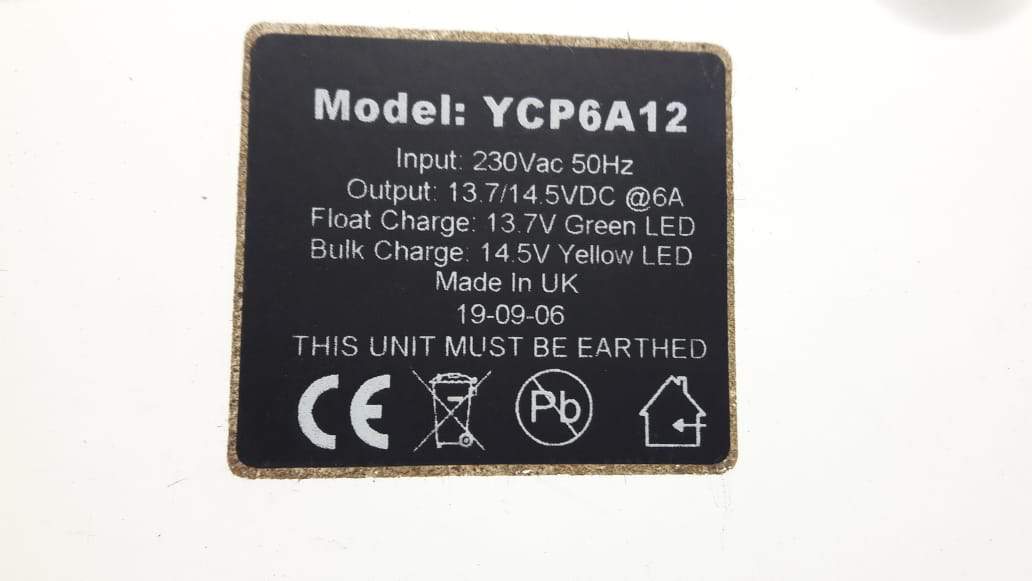 Model: YCP6A12
Input: 230Vac 50Hz
Output: 13.7/14.5VDC @6A
Float Charge: 13.7V Green LED
Bulk Charge: 14.5V Yellow LED
Made In UK
19-09-06
THIS UNIT MUST BE EARTHED
CE Pb